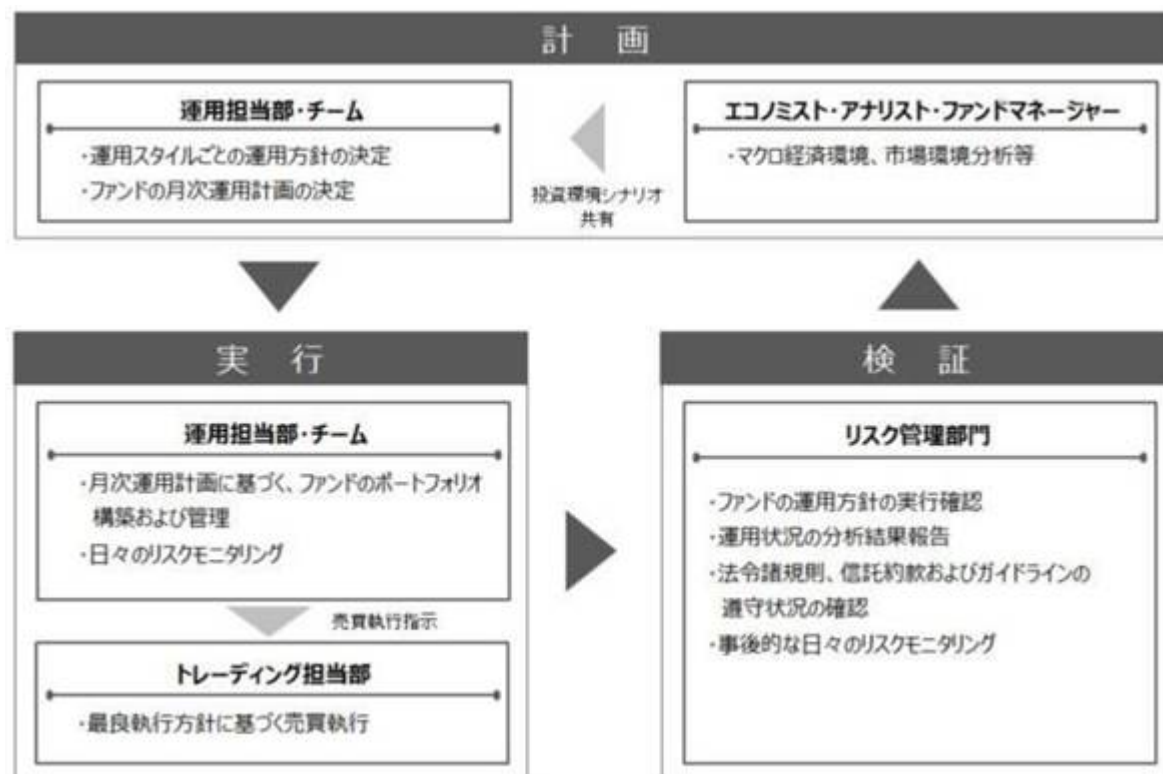 計 画
運用担当部・チーム
・運用スタイルごとの運用方針の決定
・ファンドの月次運用計画の決定
投資環境シナリオ
共有
エコノミスト・アナリスト・ファンドマネージャー
・マクロ経済環境、市場環境分析等
実 行
運用担当部・チーム
・月次運用計画に基づく、ファンドのポートフォリオ
構築および管理
・日々のリスクモニタリング
売買執行指示
トレーディング担当部
・最良執行方針に基づく売買執行
検 証
リスク管理部門
・ファンドの運用方針の実行確認
・運用状況の分析結果報告
・法令諸規則、信託約款およびガイドラインの
遵守状況の確認
・事後的な日々のリスクモニタリング